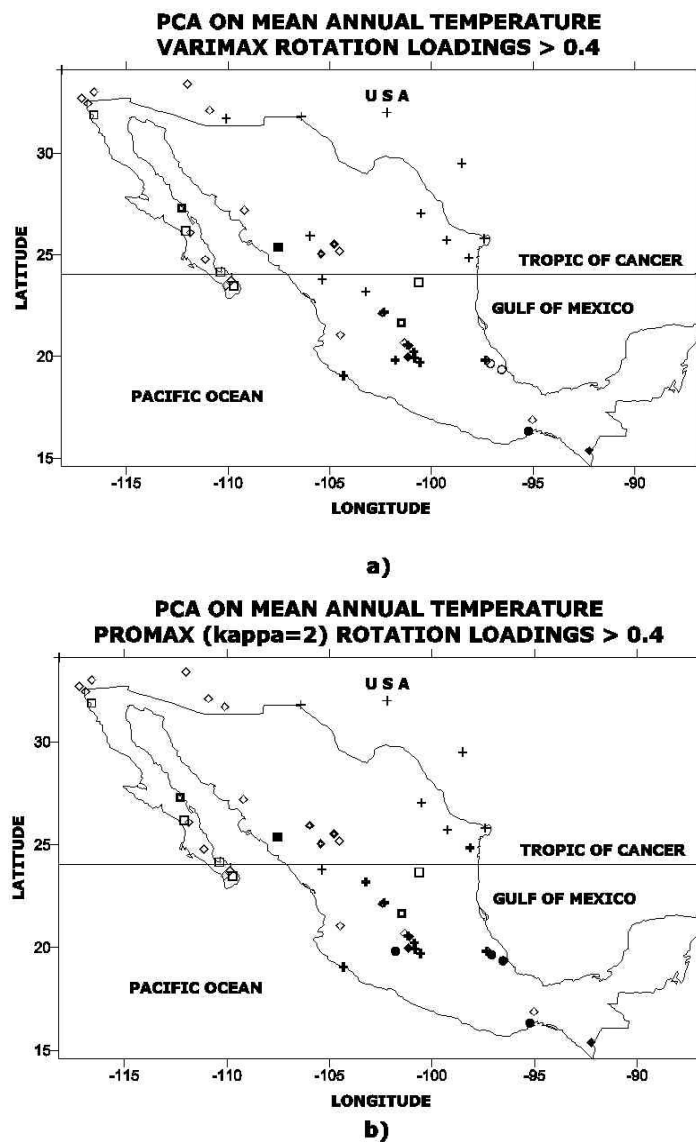 PCA ON MEAN ANNUAL TEMPERATURE
VARIMAX ROTATION LOADINGS > 0.4
U S A
30
25
TROPIC OF CANCER
GULF OF MEXICO
LATITUDE
20
PACIFIC OCEAN
15
-115 -110 -105 -100 -95 -90
LONGITUDE
a)
PCA ON MEAN ANNUAL TEMPERATURE
PROMAX (kappa=2) ROTATION LOADINGS > 0.4
U S A
30
25
TROPIC OF CANCER
GULF OF MEXICO
LATITUDE
20
PACIFIC OCEAN
15
-115 -110 -105 -100 -95 -90
LONGITUDE
b)